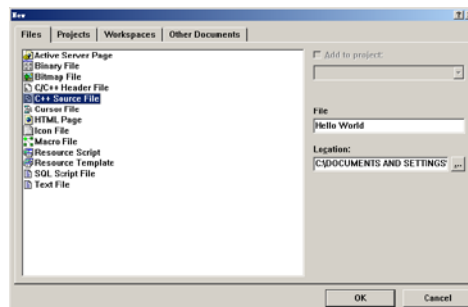 New
Files Projects Workspaces Other Documents
Active Server Page
Binary File
Bitmap File
C/C++ Header File
C++ Source File
Cursor File
HTML Page
Icon File
Macro File
Resource Script
Resource Template
SQL Script File
Text File
Add to project:
File
Hello World
Location:
C:\DOCUMENTS AND SETTINGS\
...
OK Cancel